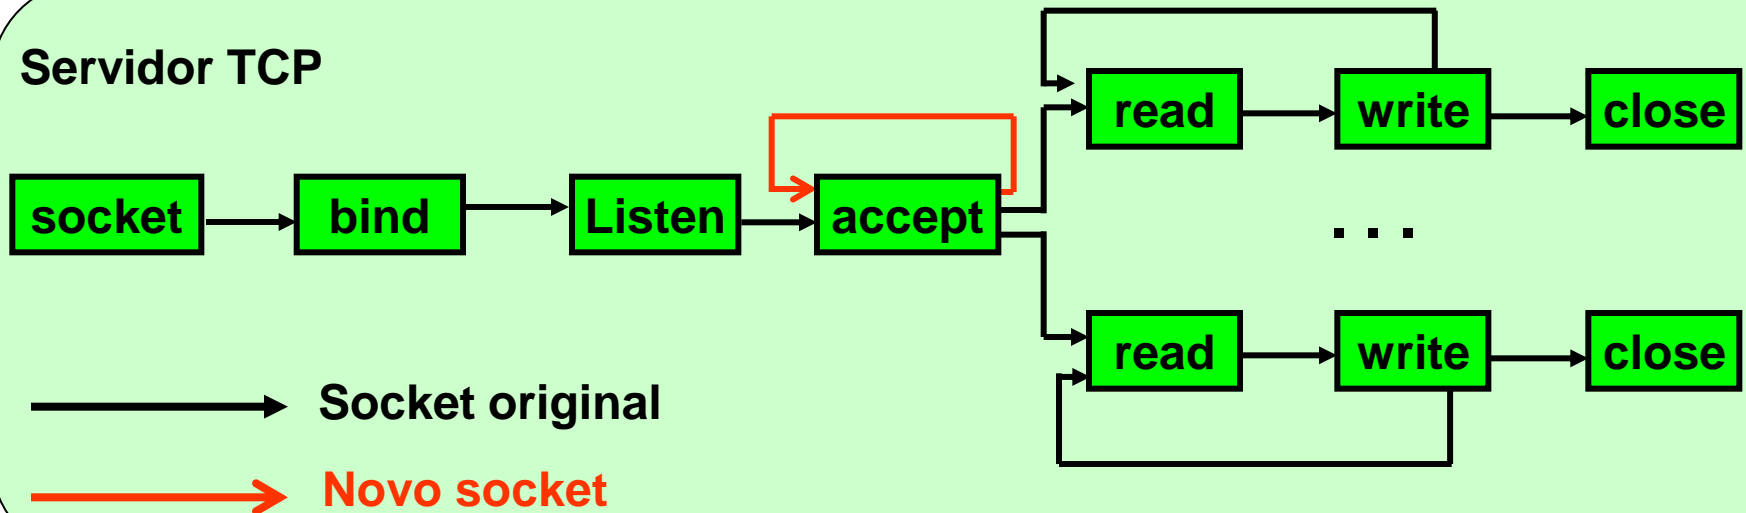 Servidor TCP
read write close
socket bind Listen accept
. . .
read write close
Socket original
Novo socket